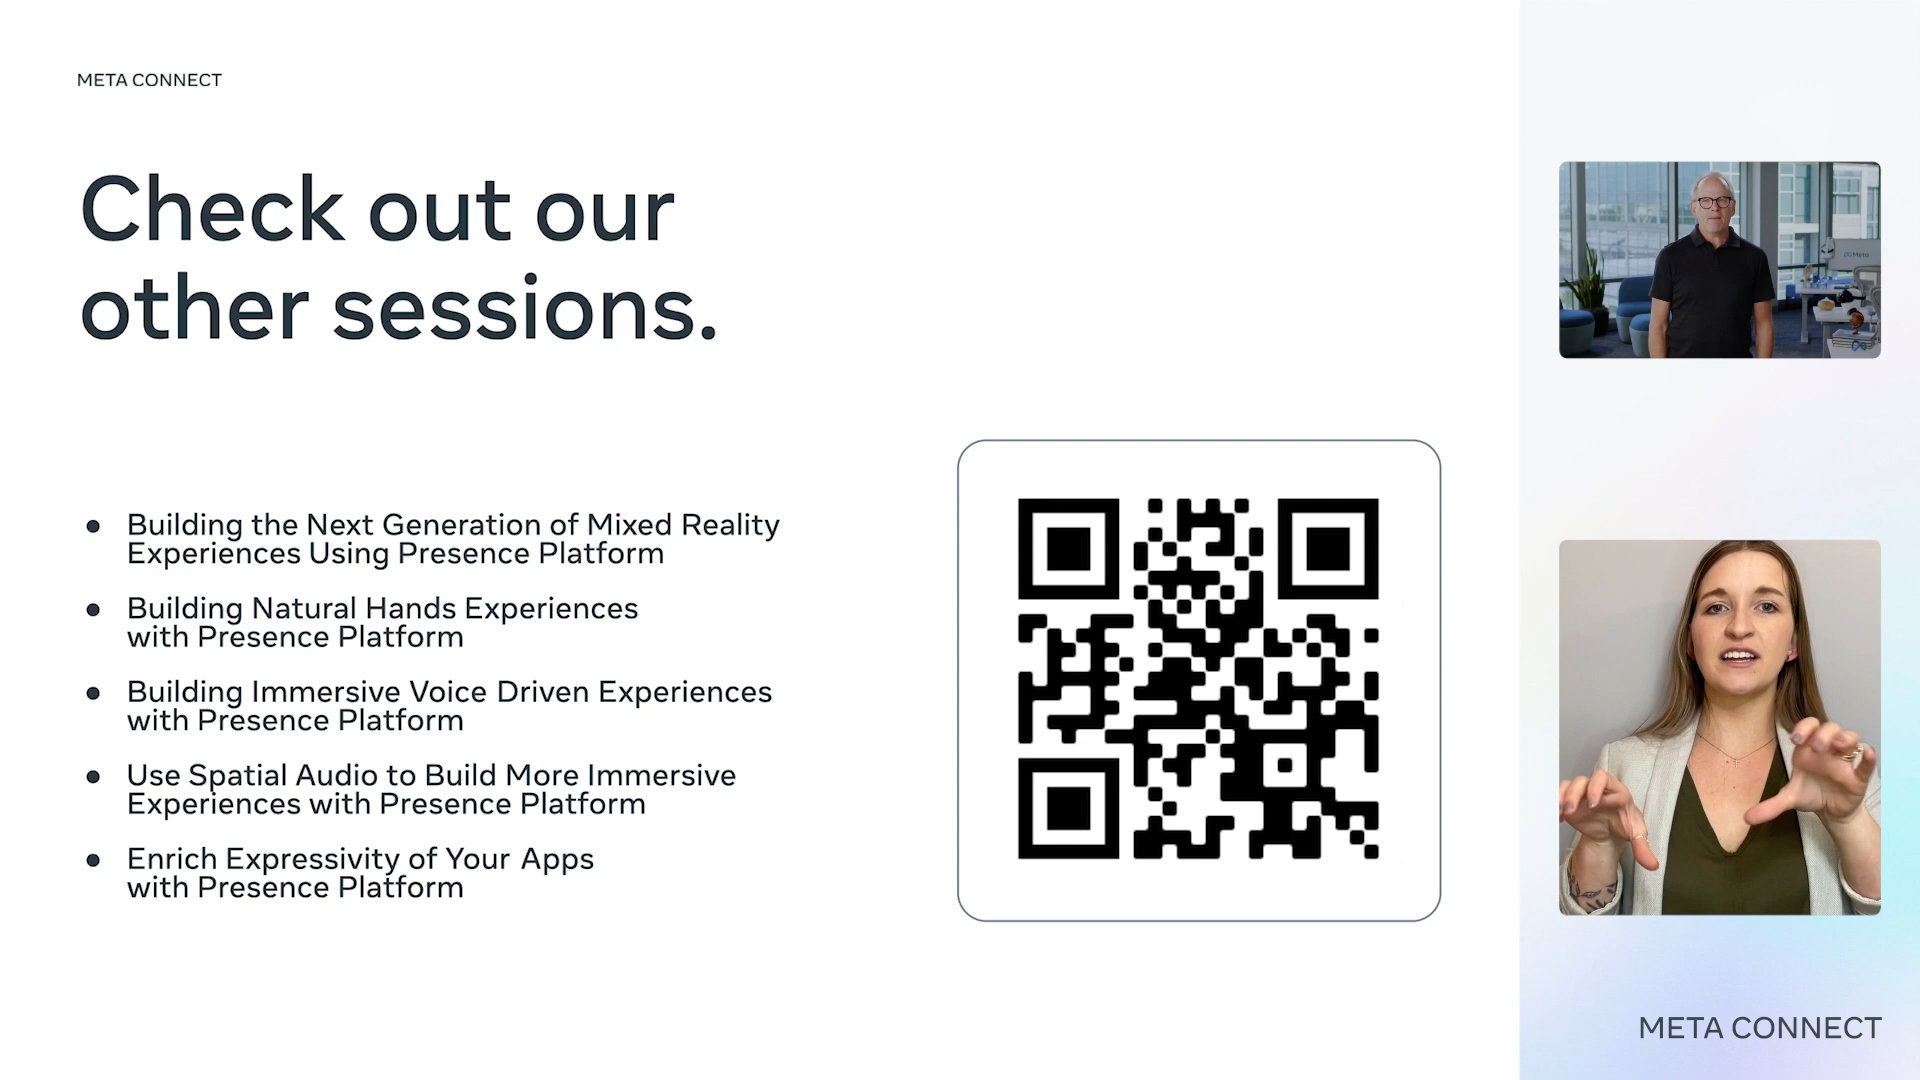 META CONNECT
Check out our
other sessions.
● Building the Next Generation of Mixed Reality
Experiences Using Presence Platform
● Building Natural Hands Experiences
with Presence Platform
● Building Immersive Voice Driven Experiences
with Presence Platform
● Use Spatial Audio to Build More Immersive
Experiences with Presence Platform
● Enrich Expressivity of Your Apps
with Presence Platform
Meta
META CONNECT